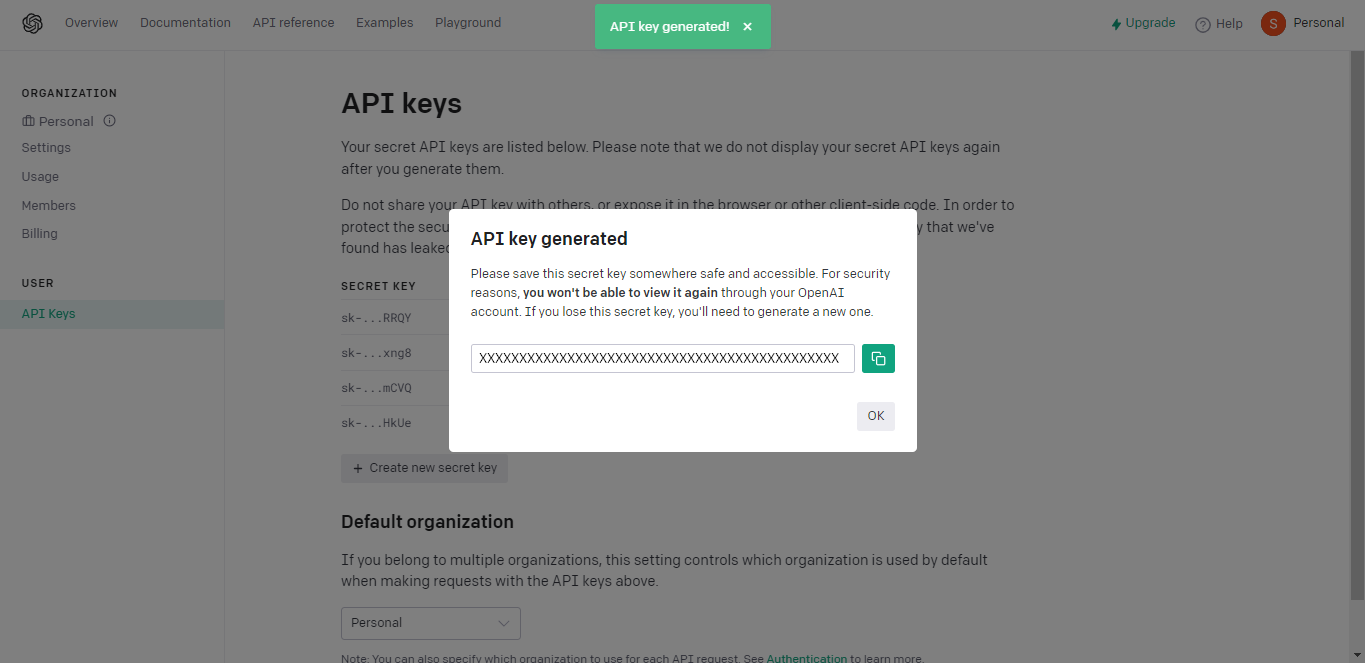 Overview
Documentation
API reference
Examples
Playground
API key generated!
Upgrade
Help
S
Personal
ORGANIZATION
Personal
Settings
Usage
Members
Billing
USER
API Keys
API keys
Your secret API keys are listed below. Please note that we do not display your secret API keys again
after you generate them.
Do not share your API key with others, or expose it in the browser or other client-side code. In order to
protect the secu
y that we've
found has leaked
SECRET KEY
sk-...RRQY
sk-...xng8
sk-...mCVQ
sk-...HkUe
API key generated
Please save this secret key somewhere safe and accessible. For security
reasons, you won't be able to view it again through your OpenAI
account. If you lose this secret key, you'll need to generate a new one.
XXXXXXXXXXXXXXXXXXXXXXXXXXXXXXXXXXXXXXXXXXXXX
OK
+ Create new secret key
Default organization
If you belong to multiple organizations, this setting controls which organization is used by default
when making requests with the API keys above.
Personal
Note: You can also specify which organization to use for each API request. See Authentication to learn more.